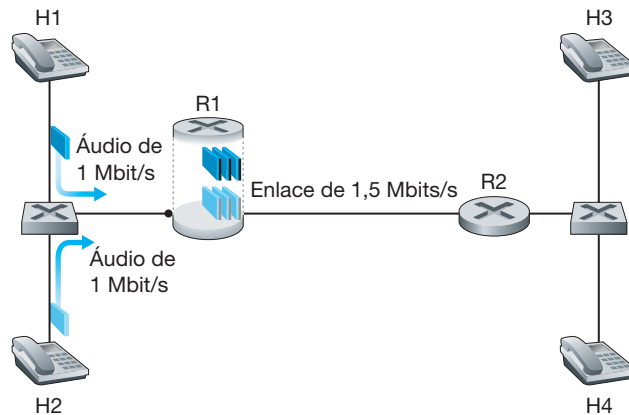 H1
H3
R1
Áudio de
1 Mbit/s
Enlace de 1,5 Mbits/s
R2
Áudio de
1 Mbit/s
H2
H4